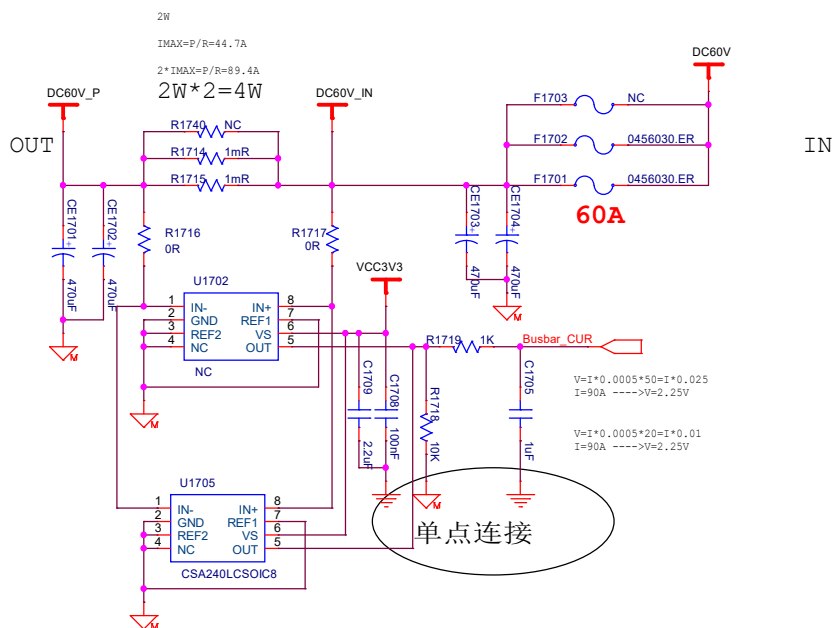 2W
IMAX=P/R=44.7A
2*IMAX=P/R=89.4A
2W*2=4W
DC60V_P
DC60V_IN
DC60V
OUT
IN
R1740 NC
R1714 1mR
R1715 1mR
F1703 NC
F1702 0456030.ER
F1701 0456030.ER
60A
CE1701
470uF
CE1702
470uF
R1716
0R
R1717
0R
CE1703
470uF
CE1704
470uF
M
M
VCC3V3
U1702
1 IN- IN+ 8
2 GND REF1 7
3 REF2 VS 6
4 NC OUT 5
NC
M
R1719 1K
Busbar_CUR
C1709
2.2uF
C1708
100nF
R1718
10K
C1705
1uF
V=I*0.0005*50=I*0.025
I=90A ---->V=2.25V
V=I*0.0005*20=I*0.01
I=90A ---->V=2.25V
M
单点连接
U1705
1 IN- IN+ 8
2 GND REF1 7
3 REF2 VS 6
4 NC OUT 5
CSA240LCSOIC8
M